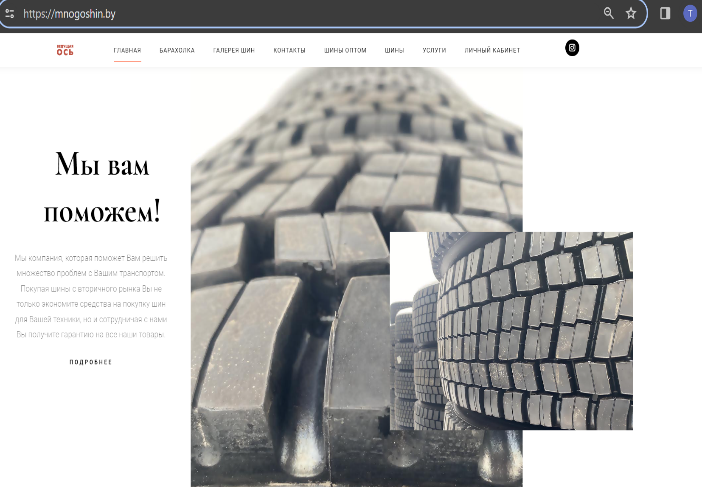 https://mnogoshin.by
T
ВЕДУЩАЯ
ОСЬ
ГЛАВНАЯ БАРАХОЛКА ГАЛЕРЕЯ ШИН КОНТАКТЫ ШИНЫ ОПТОМ ШИНЫ УСЛУГИ ЛИЧНЫЙ КАБИНЕТ
Мы вам
поможем!
Мы компания, которая поможет Вам решить
множество проблем с Вашим транспортом.
Покупая шины с вторичного рынка Вы не
только экономите средства на покупку шин
для Вашей техники, но и сотрудничая с нами
Вы получите гарантию на все наши товары.
ПОДРОБНЕЕ